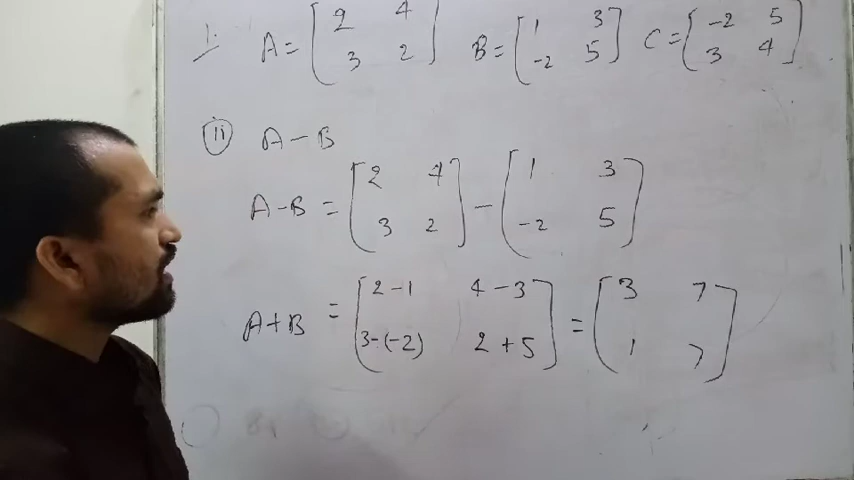 1. A = [2 4 3 2] B = [1 3 -2 5] C = [-2 5 3 4]
(ii) A - B
A - B = [2 4 3 2] - [1 3 -2 5]
A + B = [2 - 1 4 - 3 3 - (-2) 2 + 5] = [3 7 1 7]